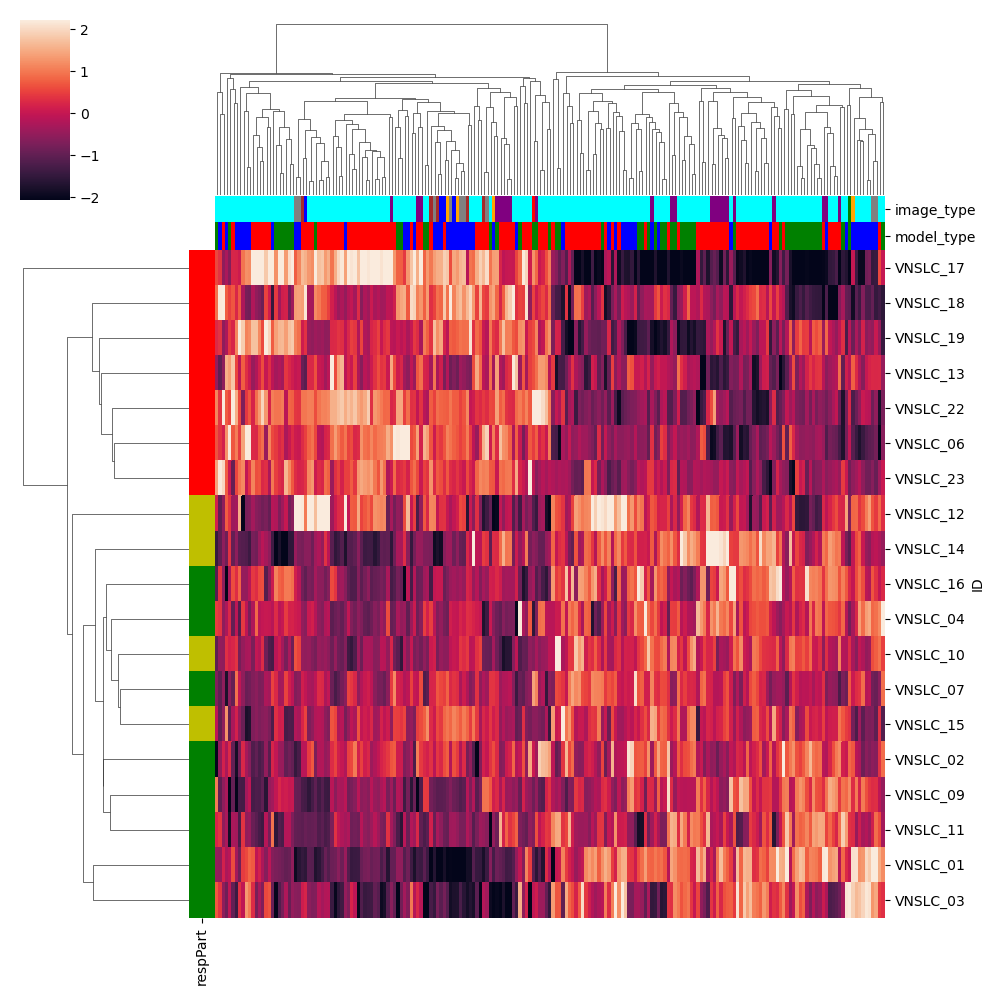 2
1
0
−1
−2
image_type
model_type
VNSLC_17
VNSLC_18
VNSLC_19
VNSLC_13
VNSLC_22
VNSLC_06
VNSLC_23
VNSLC_12
VNSLC_14
VNSLC_16
VNSLC_04
VNSLC_10
VNSLC_07
VNSLC_15
VNSLC_02
VNSLC_09
VNSLC_11
VNSLC_01
VNSLC_03
ID
respPart